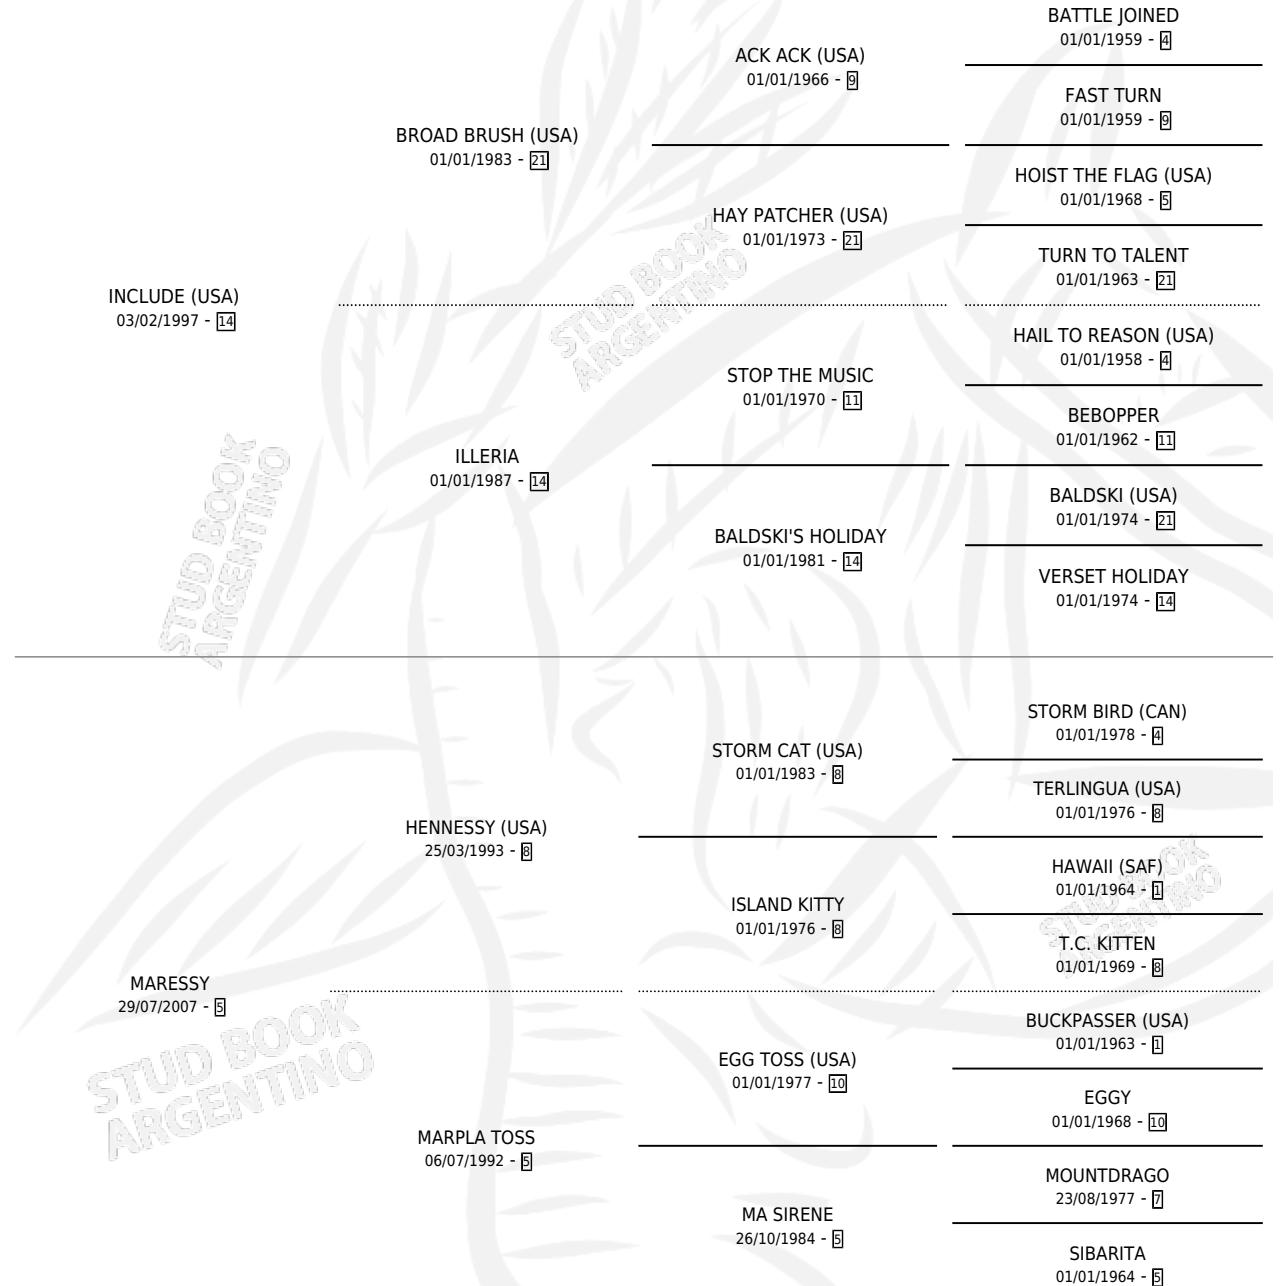 BATTLE JOINED
01/01/1959 - 4
ACK ACK (USA)
01/01/1966 - 9
FAST TURN
01/01/1959 - 9
BROAD BRUSH (USA)
01/01/1983 - 21
HOIST THE FLAG (USA)
01/01/1968 - 5
HAY PATCHER (USA)
01/01/1973 - 21
TURN TO TALENT
01/01/1963 - 21
INCLUDE (USA)
03/02/1997 - 14
HAIL TO REASON (USA)
01/01/1958 - 4
STOP THE MUSIC
01/01/1970 - 11
BEBOPPER
01/01/1962 - 11
ILLERIA
01/01/1987 - 14
BALDSKI (USA)
01/01/1974 - 21
BALDSKI'S HOLIDAY
01/01/1981 - 14
VERSET HOLIDAY
01/01/1974 - 14
STORM BIRD (CAN)
01/01/1978 - 4
STORM CAT (USA)
01/01/1983 - 8
TERLINGUA (USA)
01/01/1976 - 8
HENNESSY (USA)
25/03/1993 - 8
HAWAII (SAF)
01/01/1964 - 1
ISLAND KITTY
01/01/1976 - 8
T.C. KITTEN
01/01/1969 - 8
MARESSY
29/07/2007 - 5
BUCKPASSER (USA)
01/01/1963 - 1
EGG TOSS (USA)
01/01/1977 - 10
EGGY
01/01/1968 - 10
MARPLA TOSS
06/07/1992 - 5
MOUNTDRAGO
23/08/1977 - 7
MA SIRENE
26/10/1984 - 5
SIBARITA
01/01/1964 - 5
STUD BOOK
ARGENTINO
STUD BOOK
ARGENTINO
STUD BOOK
ARGENTINO
STUD BOOK
ARGENTINO